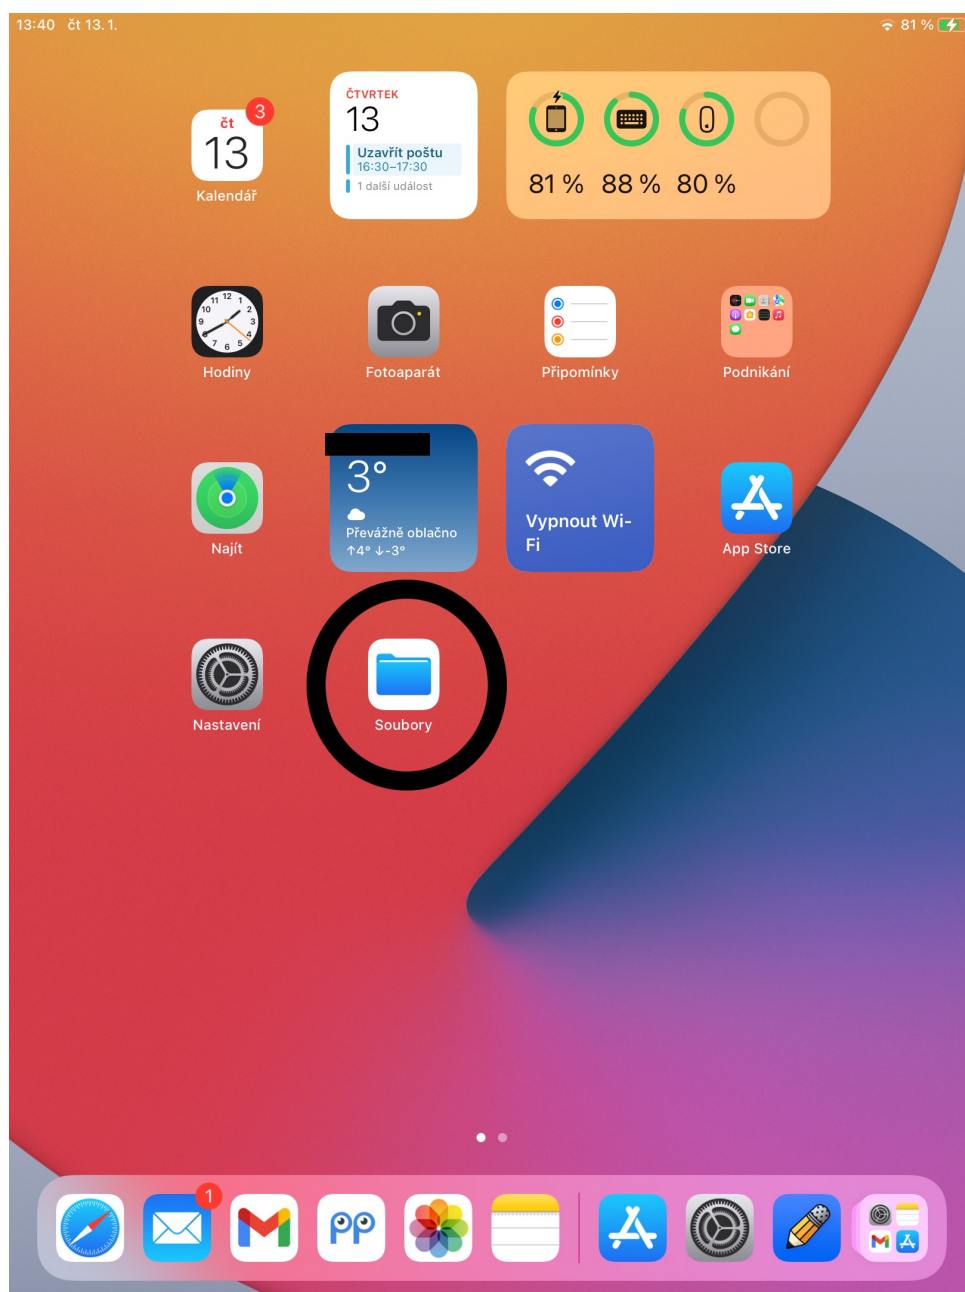 13:40 čt 13. 1.
81 %
čt
3
13
Kalendář
ČTVRTEK
13
Uzavřít poštu
16:30–17:30
1 další událost
81 % 88 % 80 %
Hodiny
Fotoaparát
Připomínky
Podnikání
Najít
3°
Převážně oblačno
↑4° ↓-3°
Vypnout Wi-
Fi
App Store
Nastavení
Soubory
1